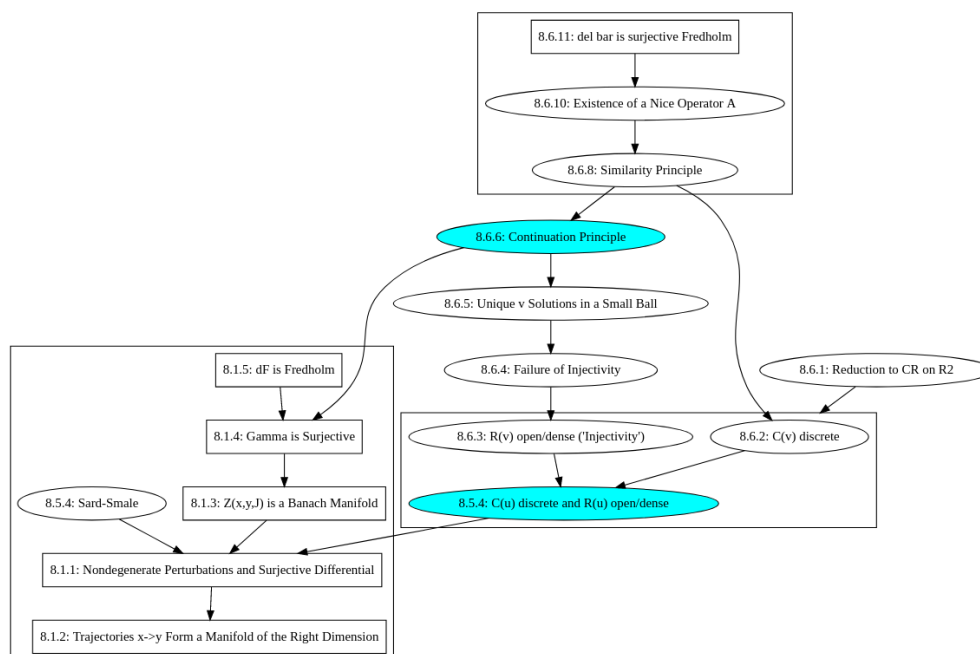 8.6.11: del bar is surjective Fredholm
8.6.10: Existence of a Nice Operator A
8.6.8: Similarity Principle
8.6.6: Continuation Principle
8.6.5: Unique v Solutions in a Small Ball
8.1.5: dF is Fredholm
8.6.4: Failure of Injectivity
8.6.1: Reduction to CR on R2
8.1.4: Gamma is Surjective
8.6.3: R(v) open/dense ('Injectivity')
8.6.2: C(v) discrete
8.5.4: Sard-Smale
8.1.3: Z(x,y,J) is a Banach Manifold
8.5.4: C(u) discrete and R(u) open/dense
8.1.1: Nondegenerate Perturbations and Surjective Differential
8.1.2: Trajectories x->y Form a Manifold of the Right Dimension